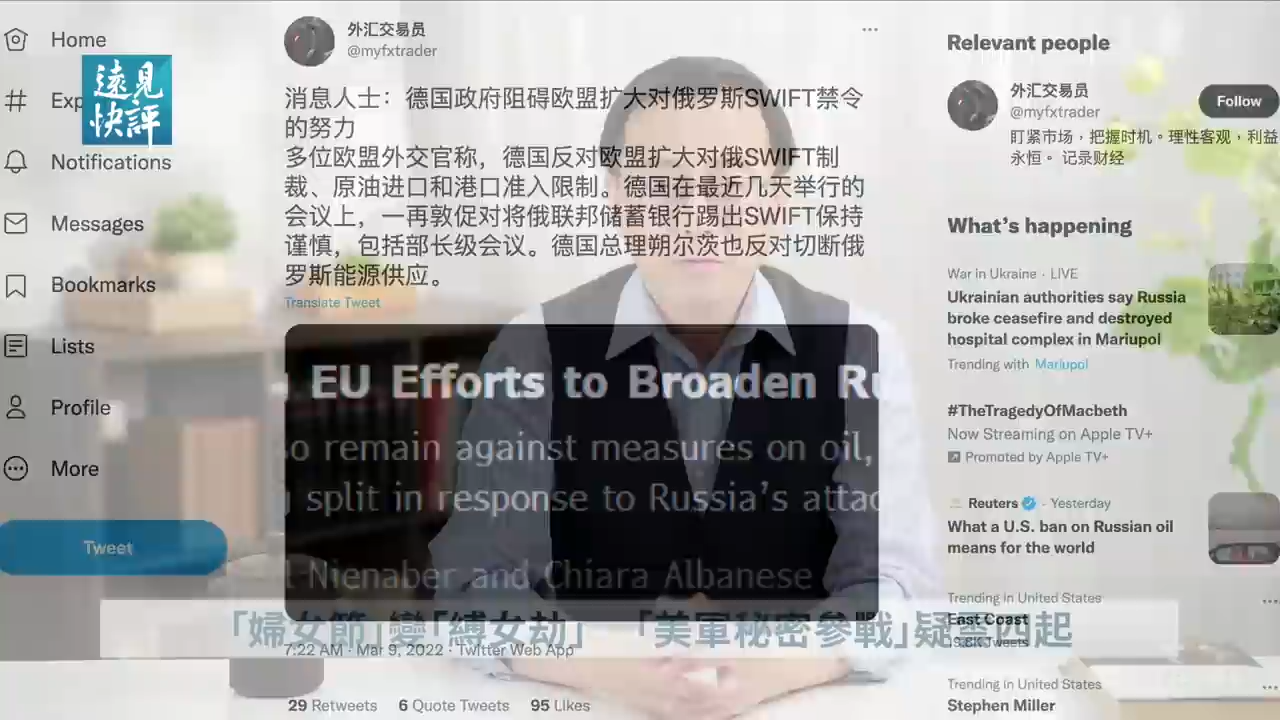 Home
Exp
Notifications
Messages
Bookmarks
Lists
Profile
More
Tweet
遠見
快評
外汇交易员
@myfxtrader
消息人士：德国政府阻碍欧盟扩大对俄罗斯SWIFT禁令
的努力
多位欧盟外交官称，德国反对欧盟扩大对俄SWIFT制
裁、原油进口和港口准入限制。德国在最近几天举行的
会议上，一再敦促对将俄联邦储蓄银行踢出SWIFT保持
谨慎，包括部长级会议。德国总理朔尔茨也反对切断俄
罗斯能源供应。
Translate Tweet
EU Efforts to Broaden Ru
o remain against measures on oil,
split in response to Russia's attac
l Nienaber and Chiara Albanese
「婦女節」變「縛女劫」 「美軍秘密參戰」疑雲四起
7:22 AM · Mar 9, 2022 · Twitter Web App
29 Retweets 6 Quote Tweets 95 Likes
Relevant people
外汇交易员
@myfxtrader
Follow
盯紧市场，把握时机。理性客观，利益
永恒。记录财经
What's happening
War in Ukraine · LIVE
Ukrainian authorities say Russia
broke ceasefire and destroyed
hospital complex in Mariupol
Trending with Mariupol
#TheTragedyOfMacbeth
Now Streaming on Apple TV+
Promoted by Apple TV+
Reuters · Yesterday
What a U.S. ban on Russian oil
means for the world
Trending in United States
East Coast
Tweets
Trending in United States
Stephen Miller